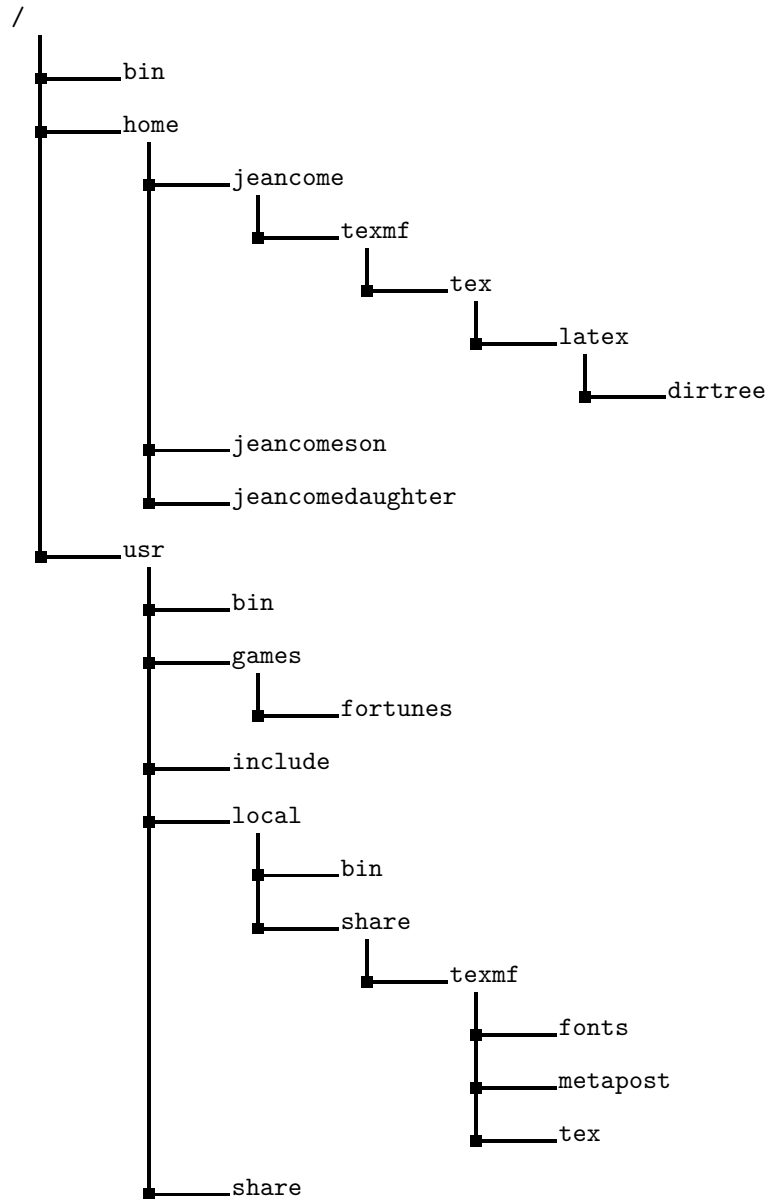 /
bin
home
jeancome
texmf
tex
latex
dirtree
jeancomeson
jeancomedaughter
usr
bin
games
fortunes
include
local
bin
share
texmf
fonts
metapost
tex
share